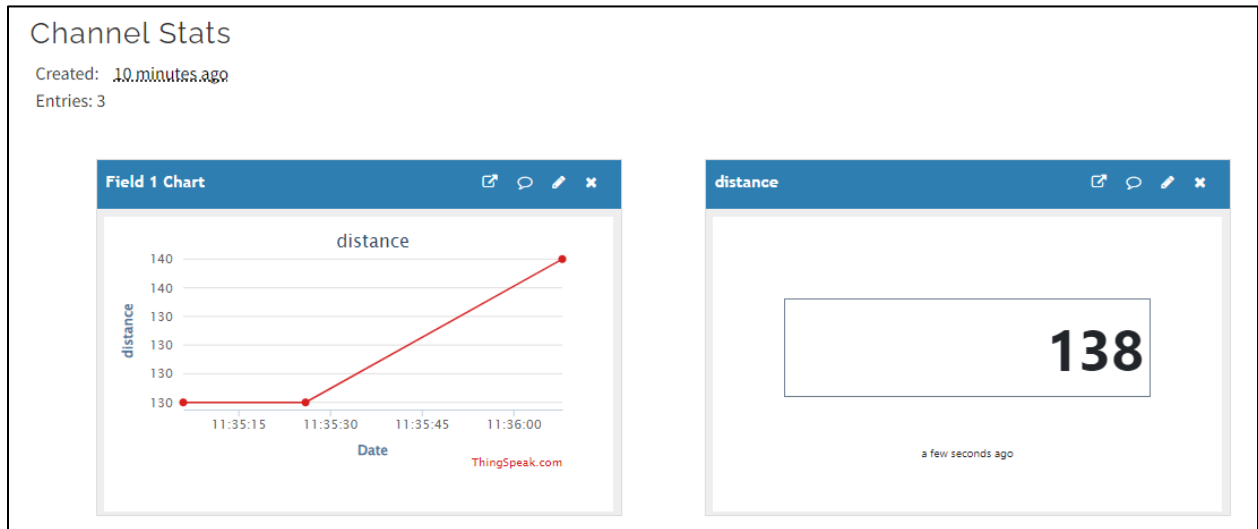 Channel Stats
Created: 10 minutes ago
Entries: 3
Field 1 Chart
distance
140
140
130
130
130
130
distance
11:35:15 11:35:30 11:35:45 11:36:00
Date
ThingSpeak.com
distance
138
a few seconds ago